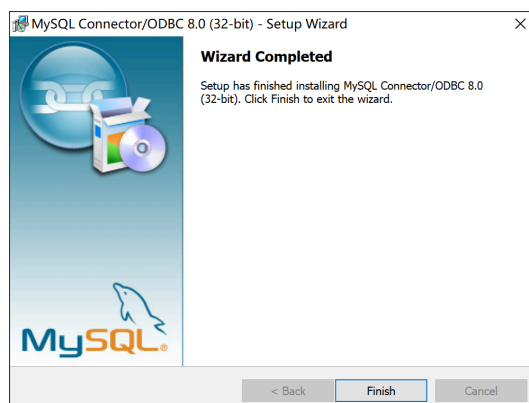 MySQL Connector/ODBC 8.0 (32-bit) - Setup Wizard
Wizard Completed
Setup has finished installing MySQL Connector/ODBC 8.0
(32-bit). Click Finish to exit the wizard.
MySQL®
< Back
Finish
Cancel